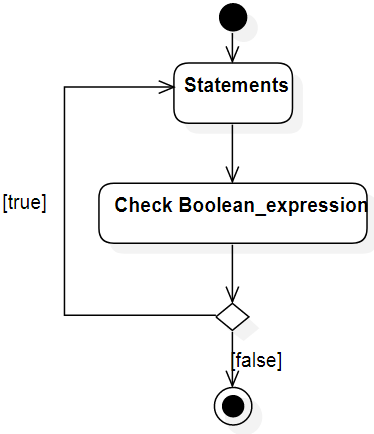 Statements
Check Boolean_expression
[true]
[false]